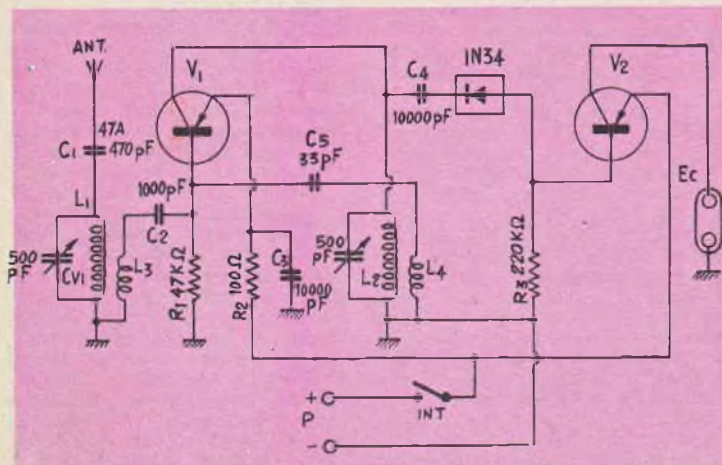 ANT.
V1
C4
10000pF
1N34
V2
47A
C1
470pF
C5
33pF
Ec
L1
1000pF
C2
500
PF
CV1
L3
R1 47KΩ
R2 100Ω
C3
10000
PF
500
PF
L2
L4
R3 220KΩ
+
P
INT
-